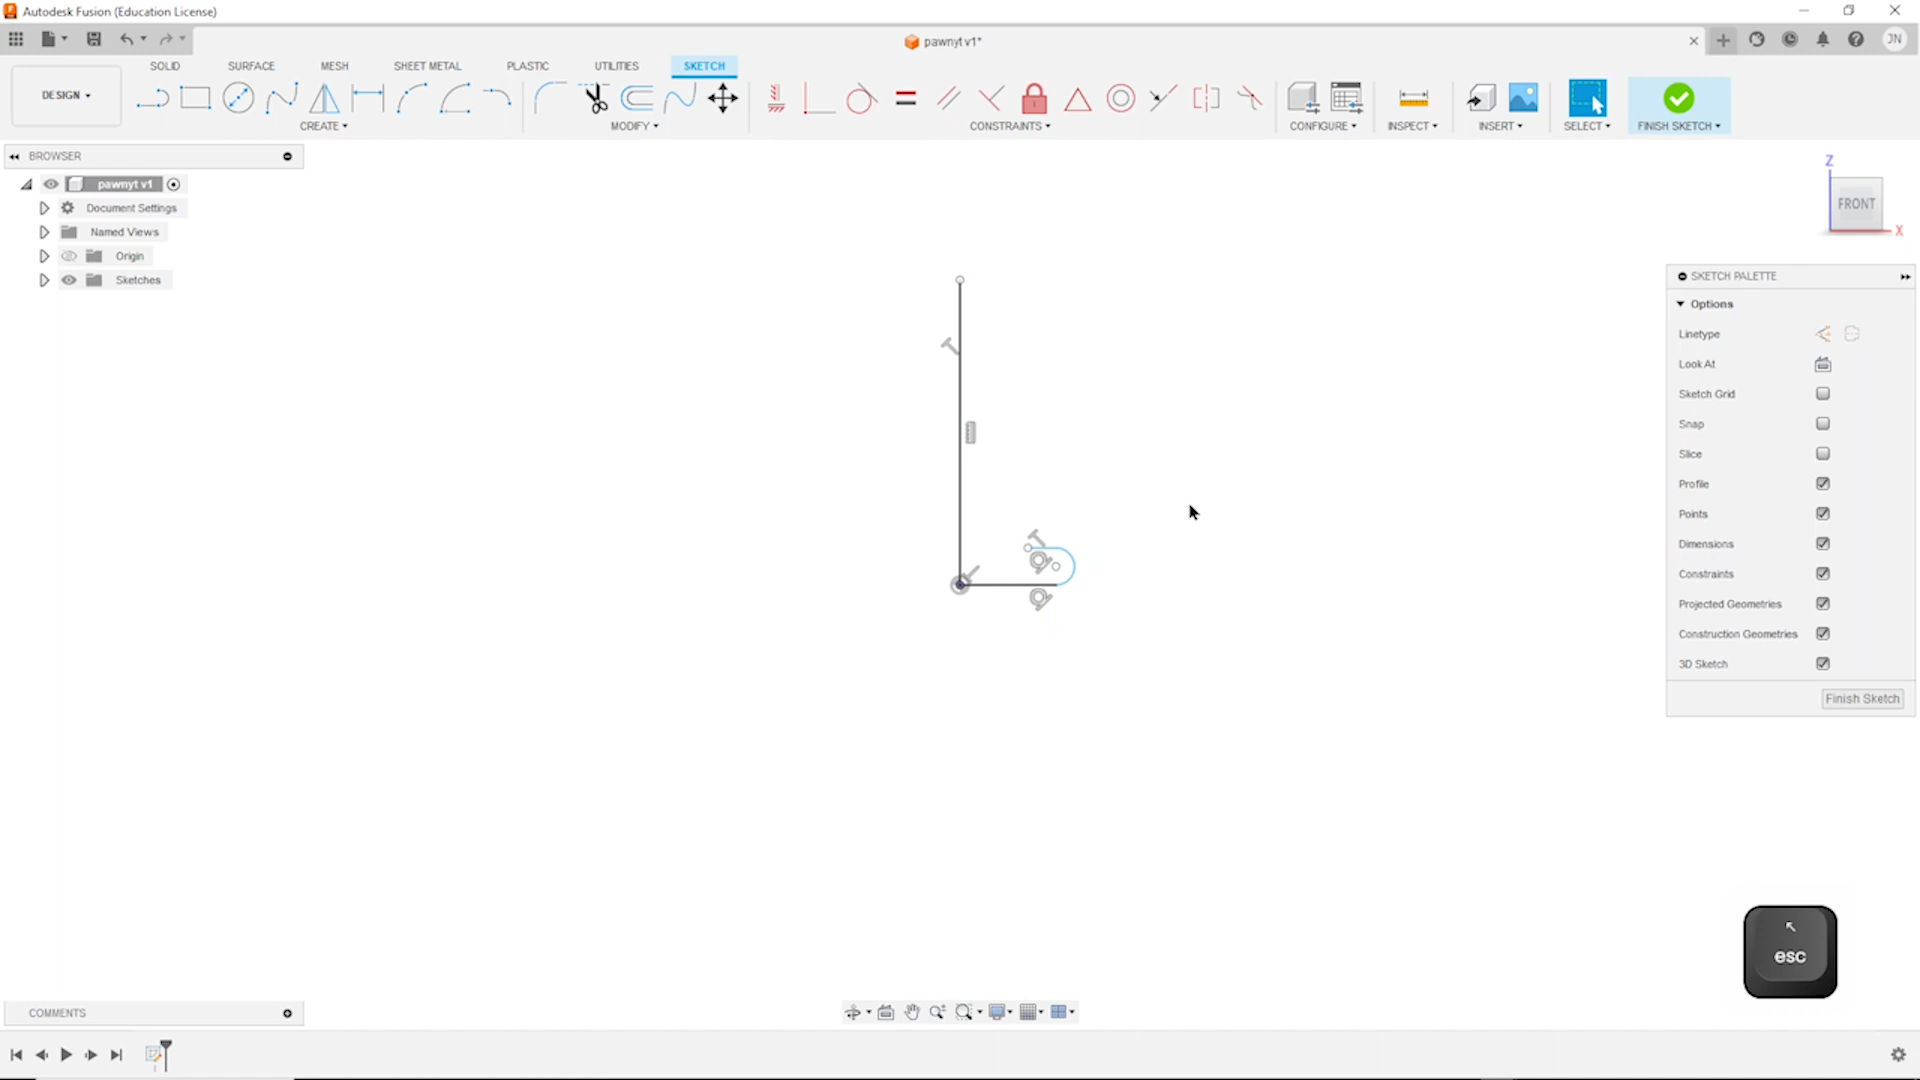 Autodesk Fusion (Education License)
pawnyt v1*
JN
DESIGN
SOLID
SURFACE
MESH
SHEET METAL
PLASTIC
UTILITIES
SKETCH
CREATE
MODIFY
CONSTRAINTS
CONFIGURE
INSPECT
INSERT
SELECT
FINISH SKETCH
BROWSER
pawnyt v1
Document Settings
Named Views
Origin
Sketches
Z
FRONT
X
SKETCH PALETTE
Options
Linetype
Look At
Sketch Grid
Snap
Slice
Profile
Points
Dimensions
Constraints
Projected Geometries
Construction Geometries
3D Sketch
Finish Sketch
esc
COMMENTS